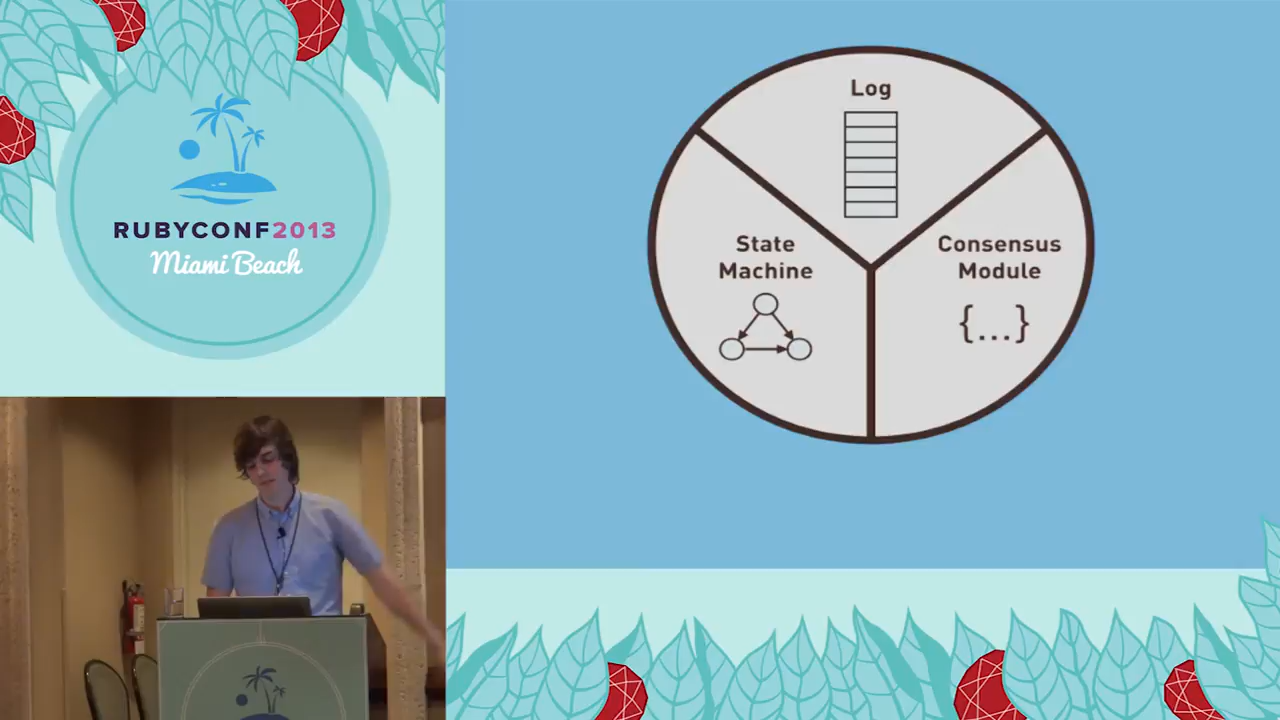 RUBYCONF2013
Miami Beach
Log
State
Machine
Consensus
Module
{...}